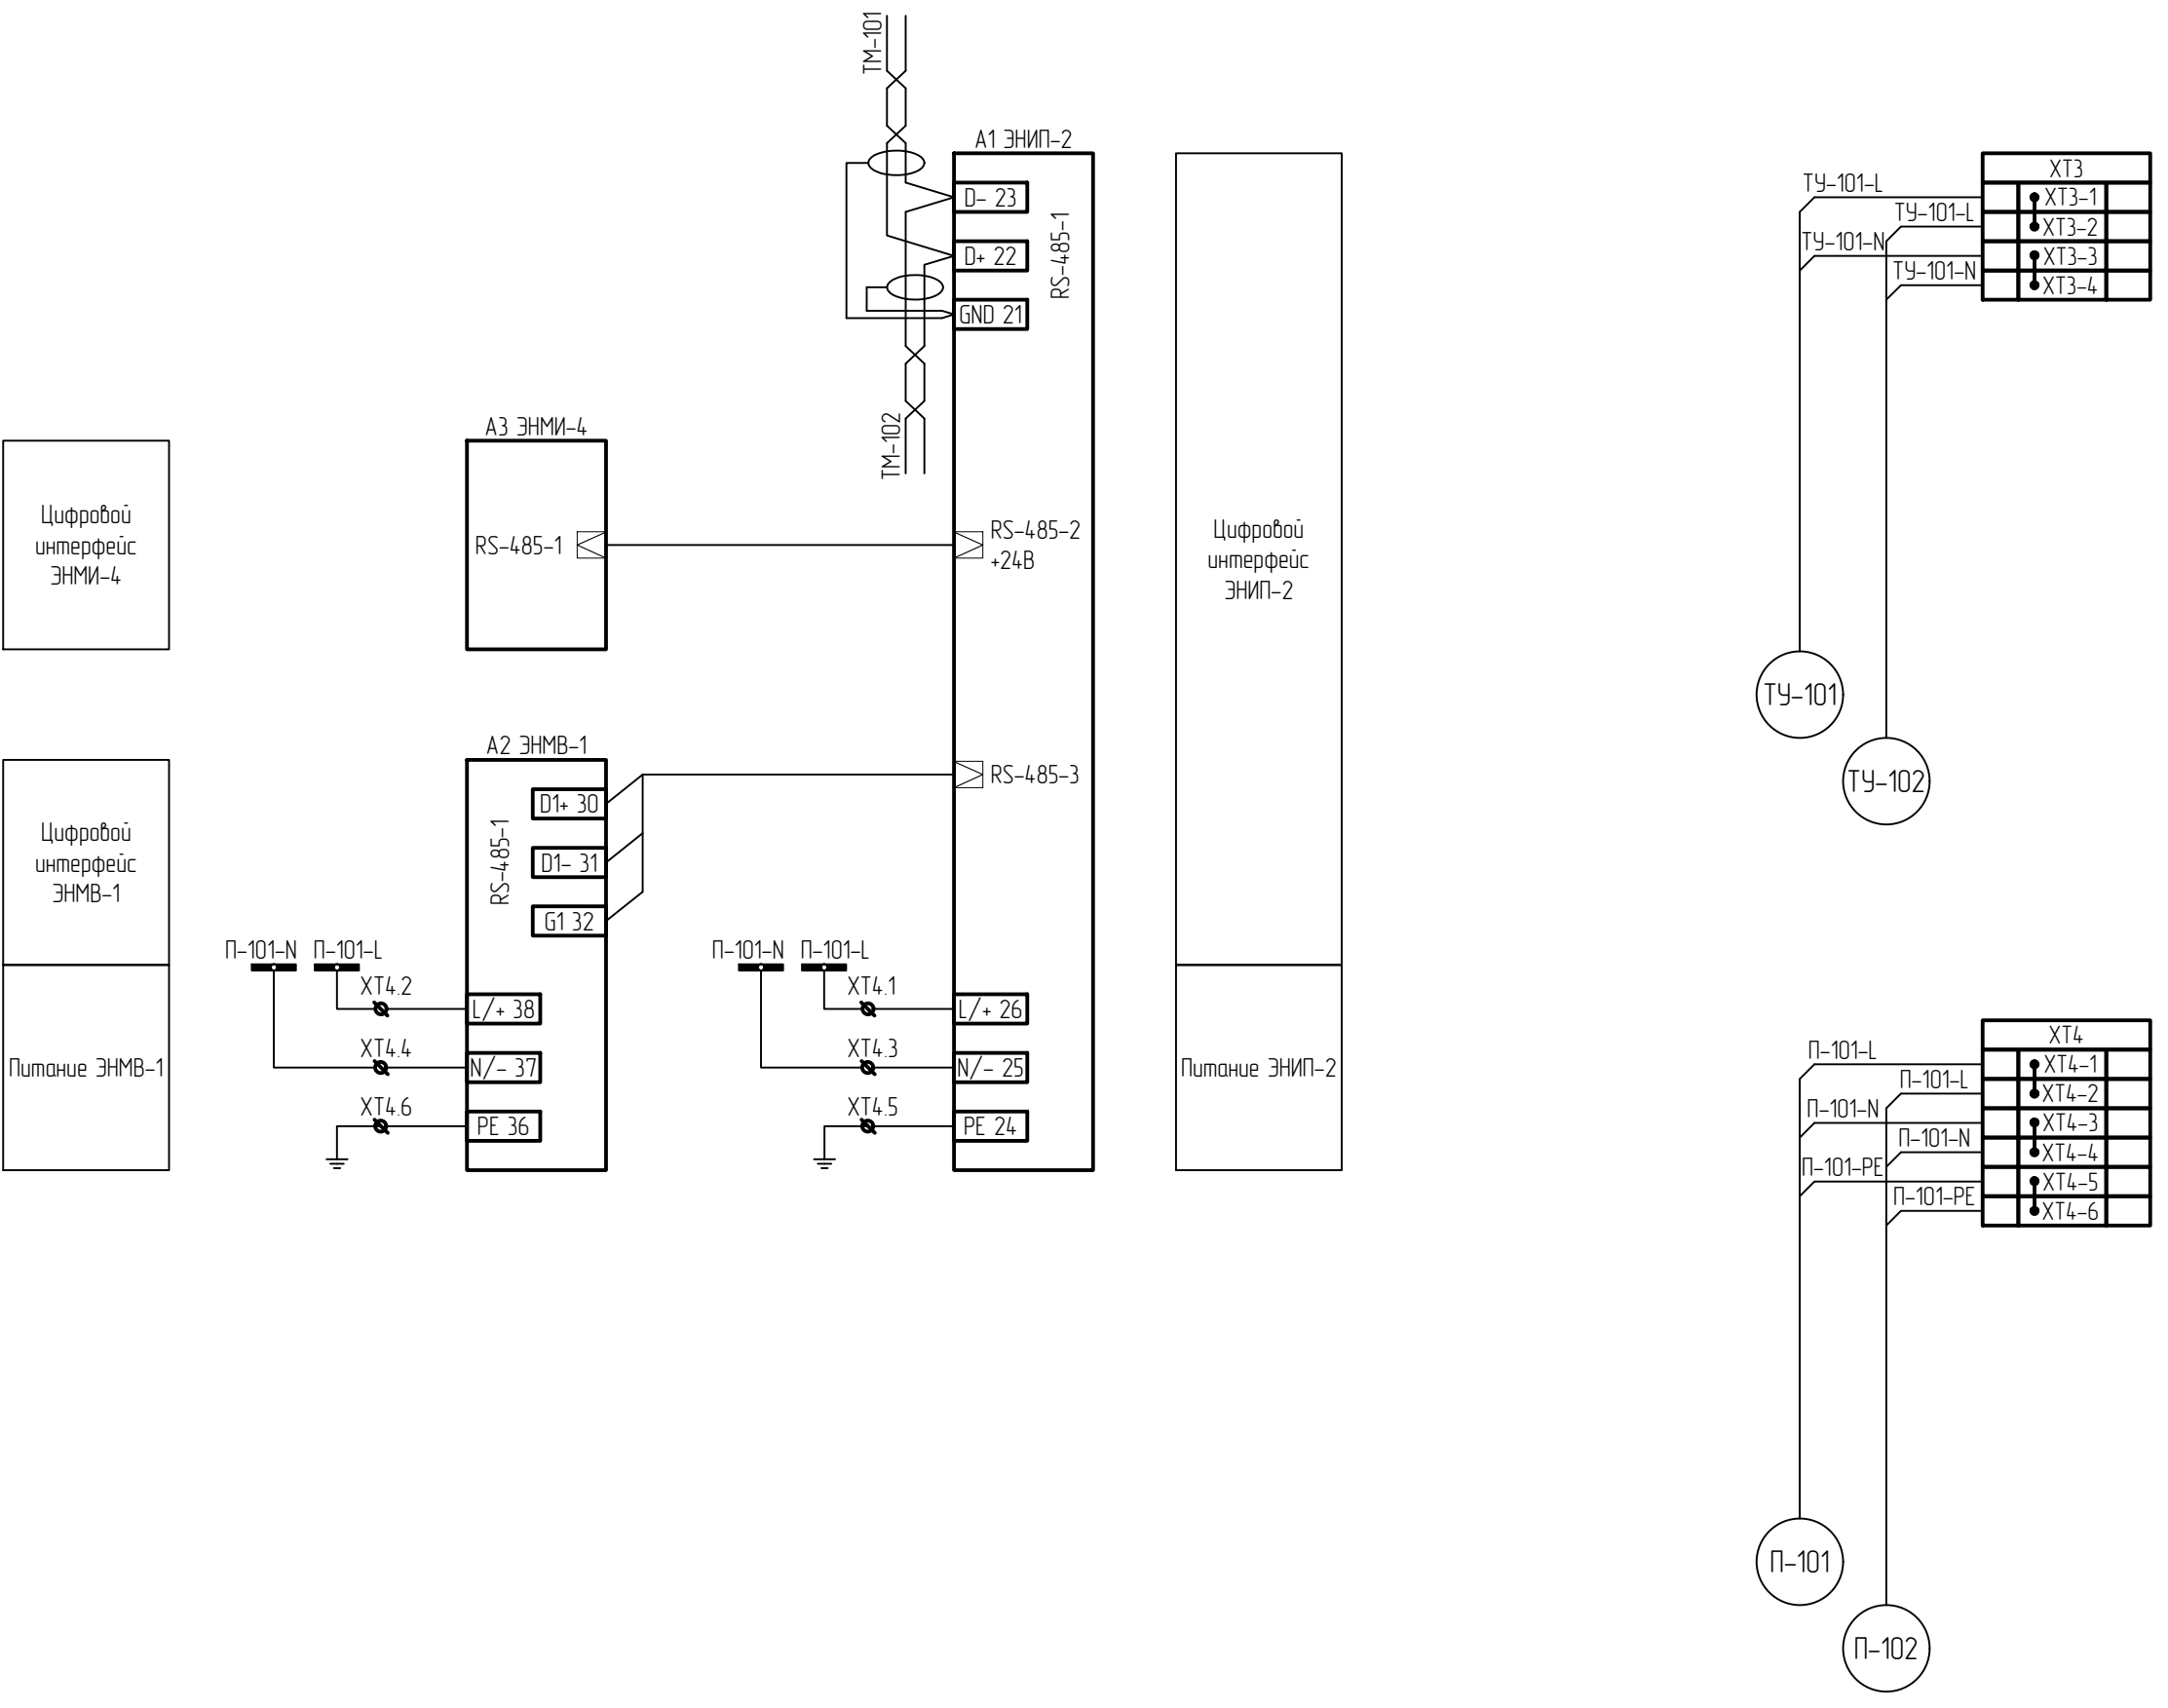 ТМ-101
А1 ЭНИП-2
D- 23
D+ 22
GND 21
RS-485-1
ТМ-102
А3 ЭНМИ-4
RS-485-1
RS-485-2
+24В
Цифровой
интерфейс
ЭНМИ-4
Цифровой
интерфейс
ЭНИП-2
А2 ЭНМВ-1
D1+ 30
D1- 31
G1 32
RS-485-1
RS-485-3
Цифровой
интерфейс
ЭНМВ-1
П-101-N
П-101-L
ХТ4.2
L/+ 38
ХТ4.4
N/- 37
ХТ4.6
PE 36
Питание ЭНМВ-1
П-101-N
П-101-L
ХТ4.1
L/+ 26
ХТ4.3
N/- 25
ХТ4.5
PE 24
Питание ЭНИП-2
ХТ3
ТУ-101-L
ХТ3-1
ТУ-101-L
ХТ3-2
ТУ-101-N
ХТ3-3
ТУ-101-N
ХТ3-4
ТУ-101
ТУ-102
ХТ4
П-101-L
ХТ4-1
П-101-L
ХТ4-2
П-101-N
ХТ4-3
П-101-N
ХТ4-4
П-101-PE
ХТ4-5
П-101-PE
ХТ4-6
П-101
П-102